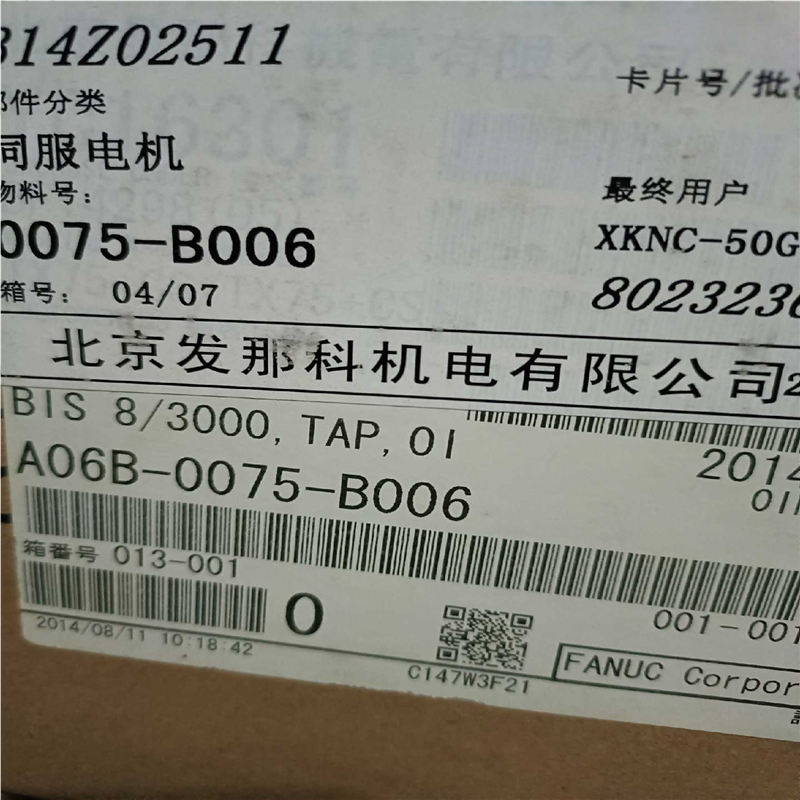 314Z02511
卡片号/批
件分类
伺服电机
物料号:
最终用户
0075-B006
XKNC-50G
箱号: 04/07
8023230
北京发那科机电有限公司
BIS 8/3000, TAP, 0I
2014
A06B-0075-B006
箱番号 013-001
0
001-001
2014/08/11 10:18:42
C147W3F21
FANUC Corpor